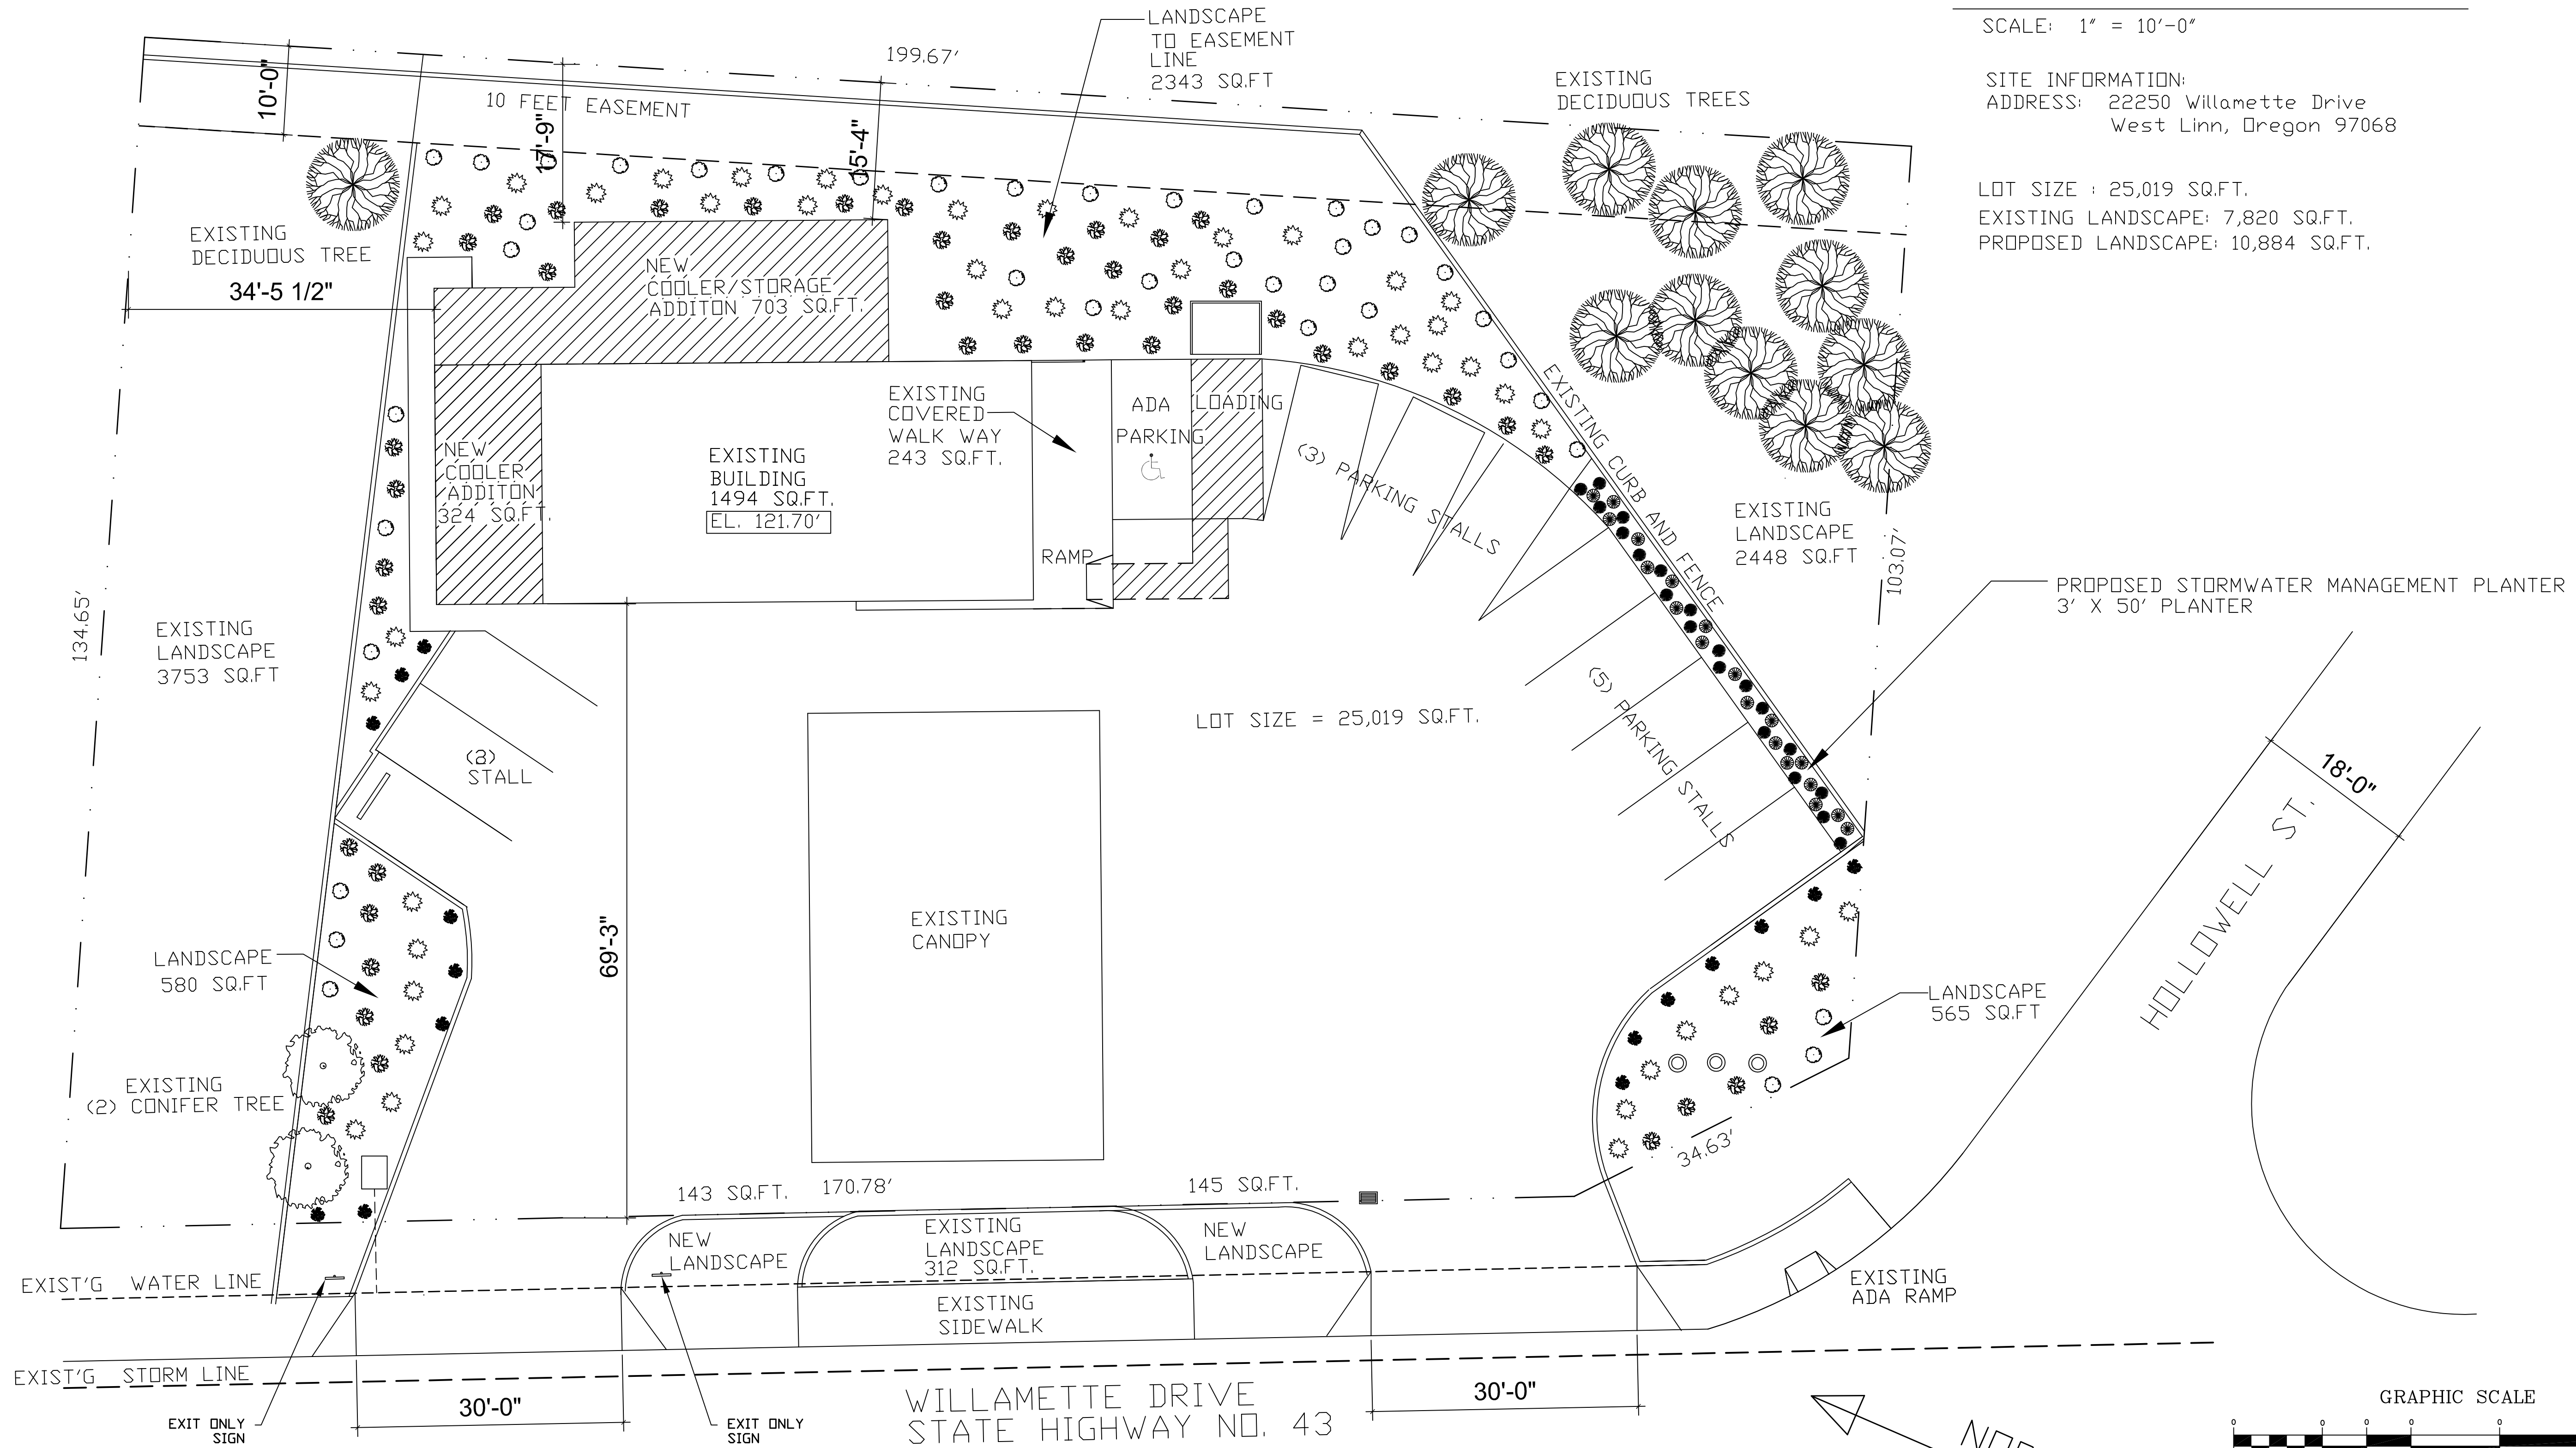 SCALE: 1" = 10'-0"
SITE INFORMATION:
ADDRESS: 22250 Willamette Drive
West Linn, Oregon 97068
LOT SIZE : 25,019 SQ.FT.
EXISTING LANDSCAPE: 7,820 SQ.FT.
PROPOSED LANDSCAPE: 10,884 SQ.FT.
LANDSCAPE
TO EASEMENT
LINE
2343 SQ.FT
199.67'
10'-0"
10 FEET EASEMENT
17'-9"
15'-4"
EXISTING
DECIDUOUS TREES
EXISTING
DECIDUOUS TREE
34'-5 1/2"
NEW
COOLER/STORAGE
ADDITON 703 SQ.FT.
NEW
COOLER
ADDITON
324 SQ.FT.
EXISTING
BUILDING
1494 SQ.FT.
EL. 121.70'
EXISTING
COVERED
WALK WAY
243 SQ.FT.
ADA
PARKING
LOADING
RAMP
(3) PARKING STALLS
EXISTING CURB AND FENCE
EXISTING
LANDSCAPE
2448 SQ.FT
103.07'
PROPOSED STORMWATER MANAGEMENT PLANTER
3' X 50' PLANTER
134.65'
EXISTING
LANDSCAPE
3753 SQ.FT
STALL
LOT SIZE = 25,019 SQ.FT.
(5) PARKING STALLS
18'-0"
HOLLOWELL ST.
69'-3"
EXISTING
CANOPY
LANDSCAPE
580 SQ.FT
LANDSCAPE
565 SQ.FT
EXISTING
(2) CONIFER TREE
34.63'
143 SQ.FT.
170.78'
145 SQ.FT.
NEW
LANDSCAPE
EXISTING
LANDSCAPE
312 SQ.FT.
NEW
LANDSCAPE
EXIST'G WATER LINE
EXISTING
SIDEWALK
EXISTING
ADA RAMP
EXIST'G STORM LINE
30'-0"
30'-0"
EXIT ONLY
SIGN
EXIT ONLY
SIGN
WILLAMETTE DRIVE
STATE HIGHWAY NO. 43
GRAPHIC SCALE
0 0 0 0 0